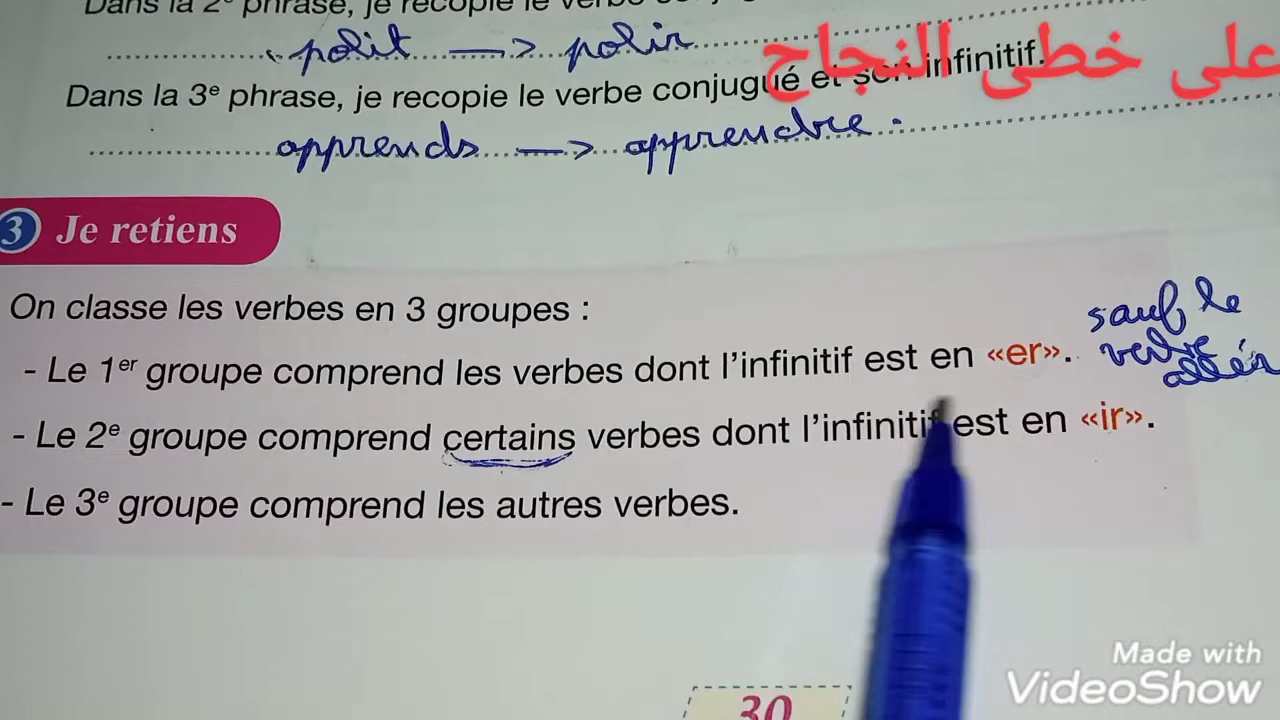 Dans la 2e phrase, je recopie le verbe
polit → polir
على خطى النجاح
Dans la 3e phrase, je recopie le verbe conjugué et son infinitif.
apprends → apprendre.
3 Je retiens
On classe les verbes en 3 groupes :
- Le 1er groupe comprend les verbes dont l'infinitif est en «er». sauf le verbe aller
- Le 2e groupe comprend certains verbes dont l'infinitif est en «ir».
- Le 3e groupe comprend les autres verbes.
30
Made with
VideoShow